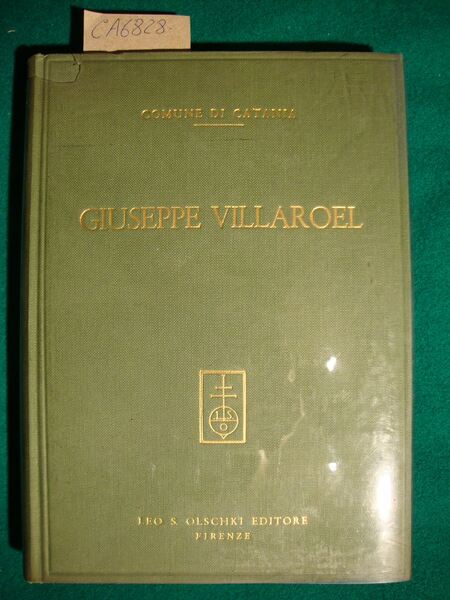 CA6828.
COMUNE DI CATANIA
GIUSEPPE VILLAROEL
L S
O
LEO S. OLSCHKI EDITORE
FIRENZE